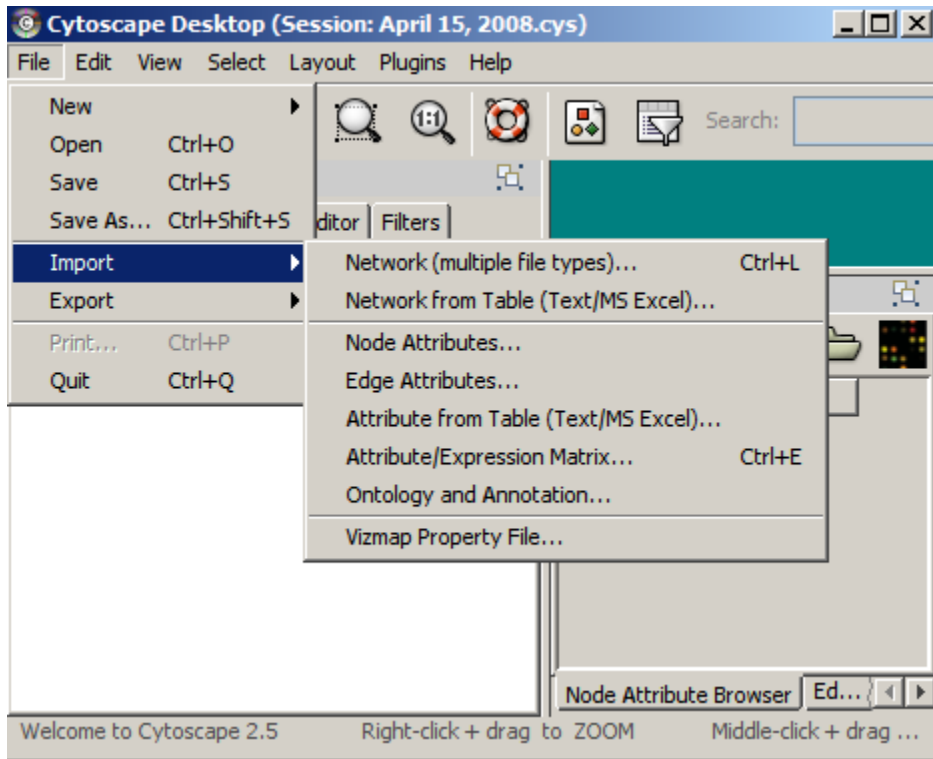 Cytoscape Desktop (Session: April 15, 2008.cys)
File Edit View Select Layout Plugins Help
New
Open Ctrl+O
Save Ctrl+S
Save As... Ctrl+Shift+S
Import
Export
Print... Ctrl+P
Quit Ctrl+Q
1:1
Search:
ditor Filters
Network (multiple file types)... Ctrl+L
Network from Table (Text/MS Excel)...
Node Attributes...
Edge Attributes...
Attribute from Table (Text/MS Excel)...
Attribute/Expression Matrix... Ctrl+E
Ontology and Annotation...
Vizmap Property File...
Node Attribute Browser Ed...
Welcome to Cytoscape 2.5 Right-click + drag to ZOOM Middle-click + drag ...